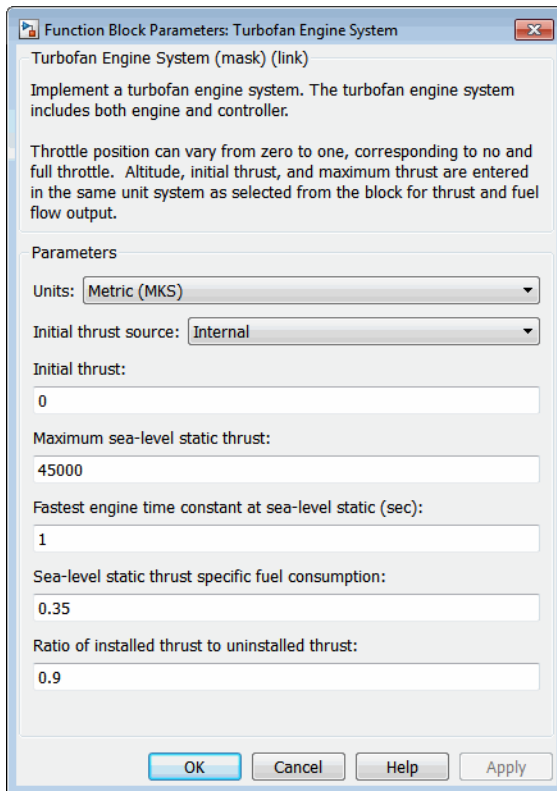 Function Block Parameters: Turbofan Engine System
Turbofan Engine System (mask) (link)
Implement a turbofan engine system. The turbofan engine system
includes both engine and controller.
Throttle position can vary from zero to one, corresponding to no and
full throttle. Altitude, initial thrust, and maximum thrust are entered
in the same unit system as selected from the block for thrust and fuel
flow output.
Parameters
Units: Metric (MKS)
Initial thrust source: Internal
Initial thrust:
0
Maximum sea-level static thrust:
45000
Fastest engine time constant at sea-level static (sec):
1
Sea-level static thrust specific fuel consumption:
0.35
Ratio of installed thrust to uninstalled thrust:
0.9
OK Cancel Help Apply